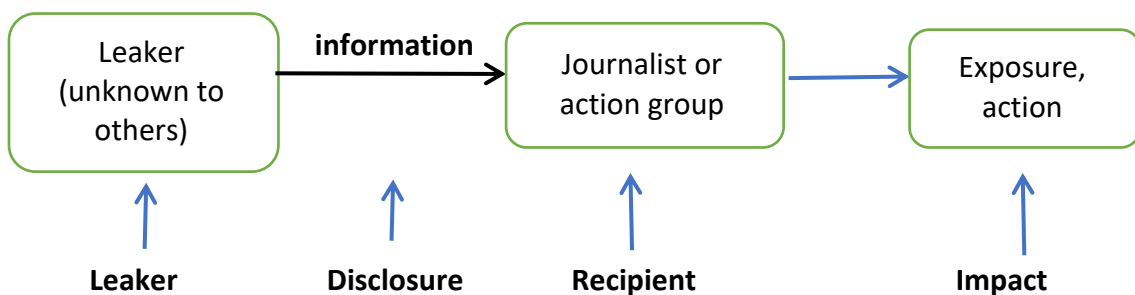 Leaker
(unknown to
others)
information
Journalist or
action group
Exposure,
action
Leaker
Disclosure
Recipient
Impact